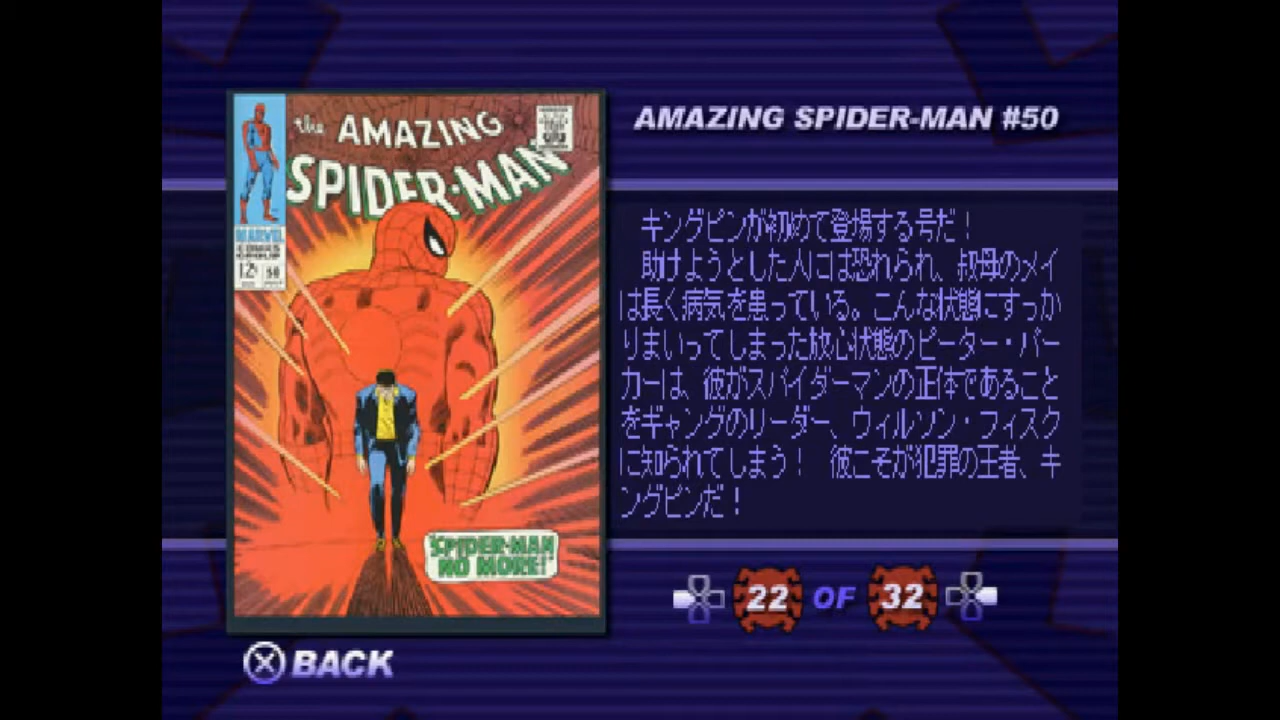 AMAZING SPIDER-MAN #50
the AMAZING
SPIDER-MAN
MARVEL
COMICS
GROUP
12¢ 50
"SPIDER-MAN
NO MORE!"
キングピンが初めて登場する号だ！
助けようとした人には恐れられ、叔母のメイ
は長く病気を患っている。こんな状態にすっか
りまいってしまった放心状態のピーター・パー
カーは、彼がスパイダーマンの正体であること
をギャングのリーダー、ウィルソン・フィスク
に知られてしまう！ 彼こそが犯罪の王者、キ
ングピンだ！
22 OF 32
BACK